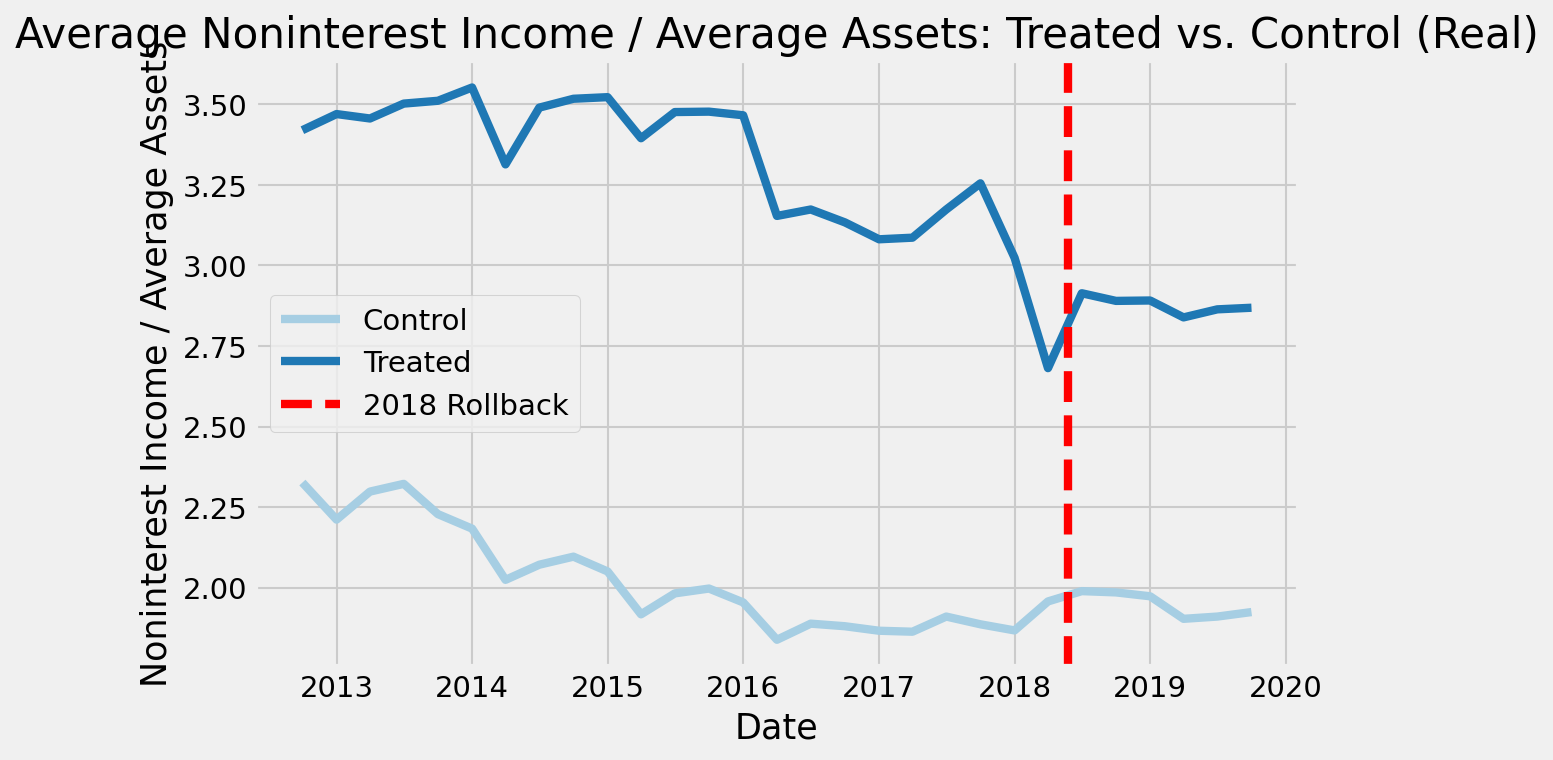 Average Noninterest Income / Average Assets: Treated vs. Control (Real)
Noninterest Income / Average Assets
3.50
3.25
3.00
2.75
2.50
2.25
2.00
Control
Treated
2018 Rollback
2013
2014
2015
2016
2017
2018
2019
2020
Date